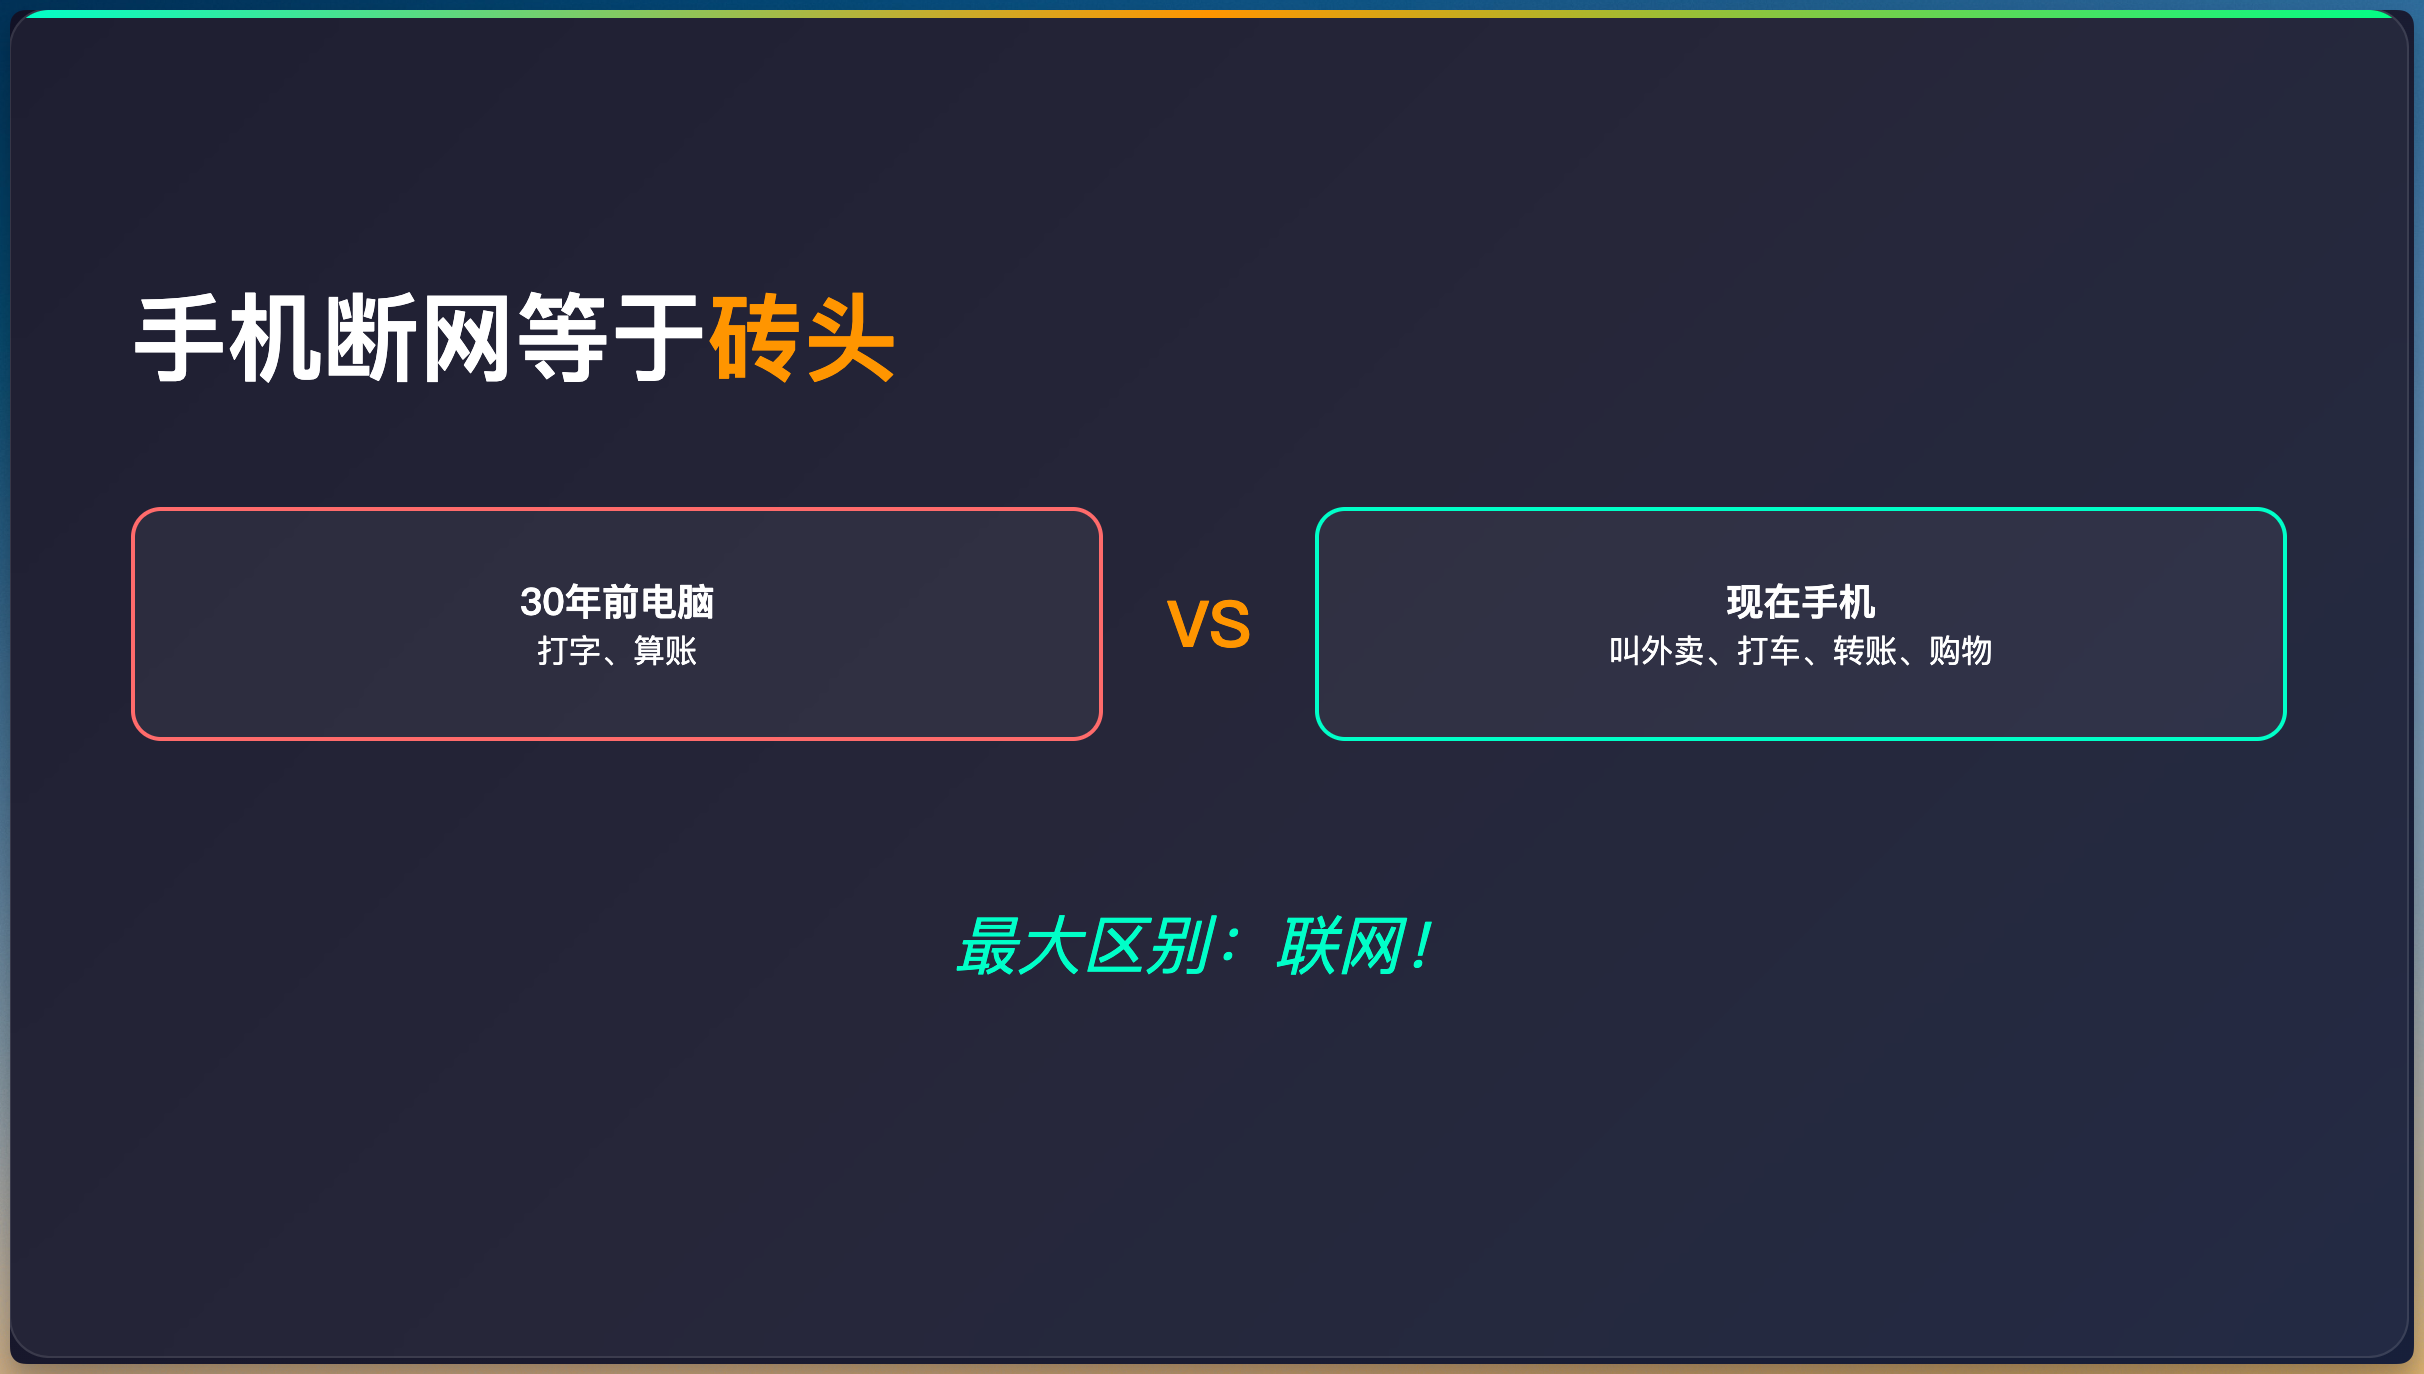 手机断网等于砖头
30年前电脑
打字、算账
VS
现在手机
叫外卖、打车、转账、购物
最大区别：联网！